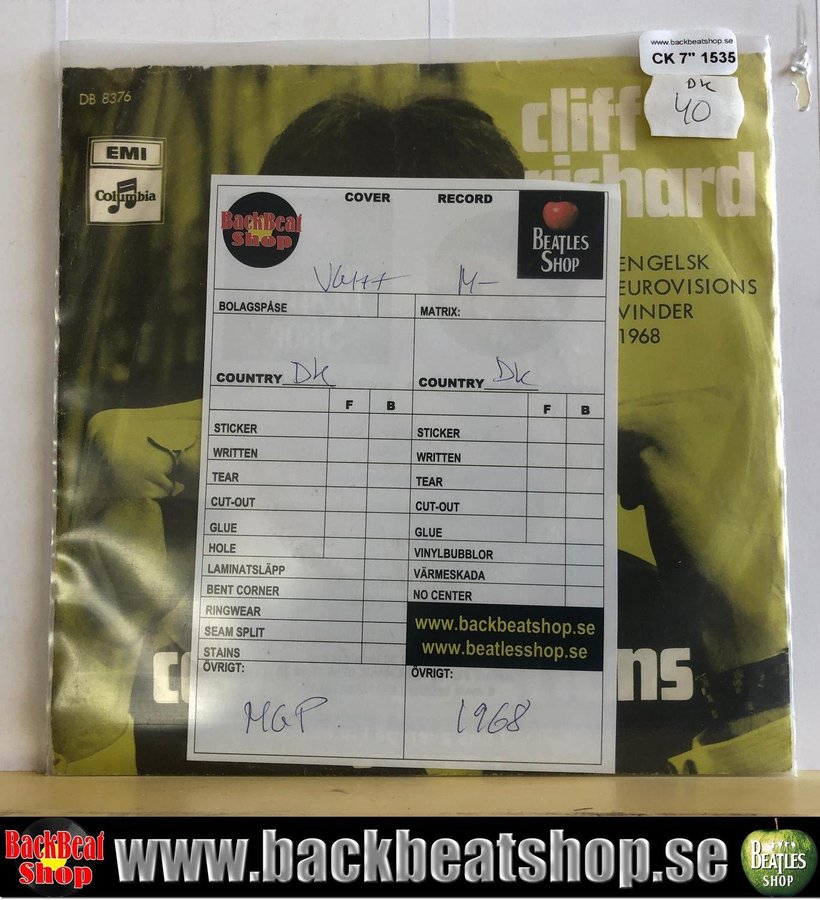 www.backbeatshop.se
CK 7" 1535
DK
40
DB 8376
EMI
Columbia
cliff
richard
ENGELSK
EUROVISIONS
VINDER
1968
BackBeat
Shop
COVER RECORD
BEATLES
SHOP
VG++ M-
BOLAGSPÅSE MATRIX:
COUNTRY DK COUNTRY DK
F B F B
STICKER STICKER
WRITTEN WRITTEN
TEAR TEAR
CUT-OUT CUT-OUT
GLUE GLUE
HOLE VINYLBUBBLOR
LAMINATSLÄPP VÄRMESKADA
BENT CORNER NO CENTER
RINGWEAR
SEAM SPLIT
STAINS
www.backbeatshop.se
www.beatlesshop.se
ÖVRIGT: ÖVRIGT:
MGP 1968
ns
BackBeat
Shop
www.backbeatshop.se
BEATLES
SHOP